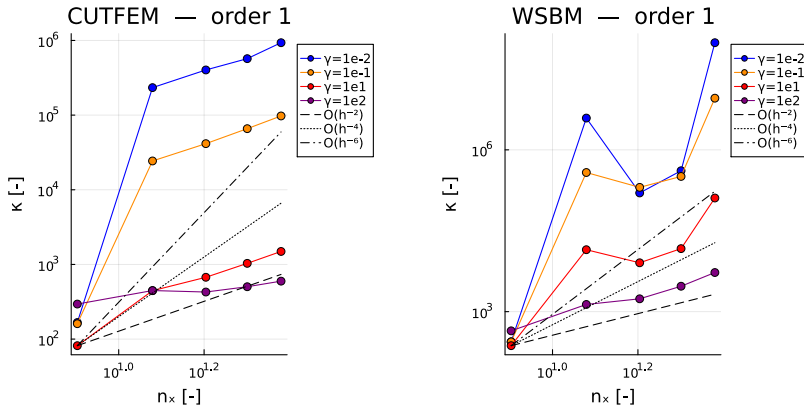 CUTFEM — order 1
κ [-]
10⁶
10⁵
10⁴
10³
10²
10¹·⁰
10¹·²
nₓ [-]
γ=1e-2
γ=1e-1
γ=1e1
γ=1e2
O(h⁻²)
O(h⁻⁴)
O(h⁻⁶)
WSBM — order 1
κ [-]
10⁶
10³
10¹·⁰
10¹·²
nₓ [-]
γ=1e-2
γ=1e-1
γ=1e1
γ=1e2
O(h⁻²)
O(h⁻⁴)
O(h⁻⁶)